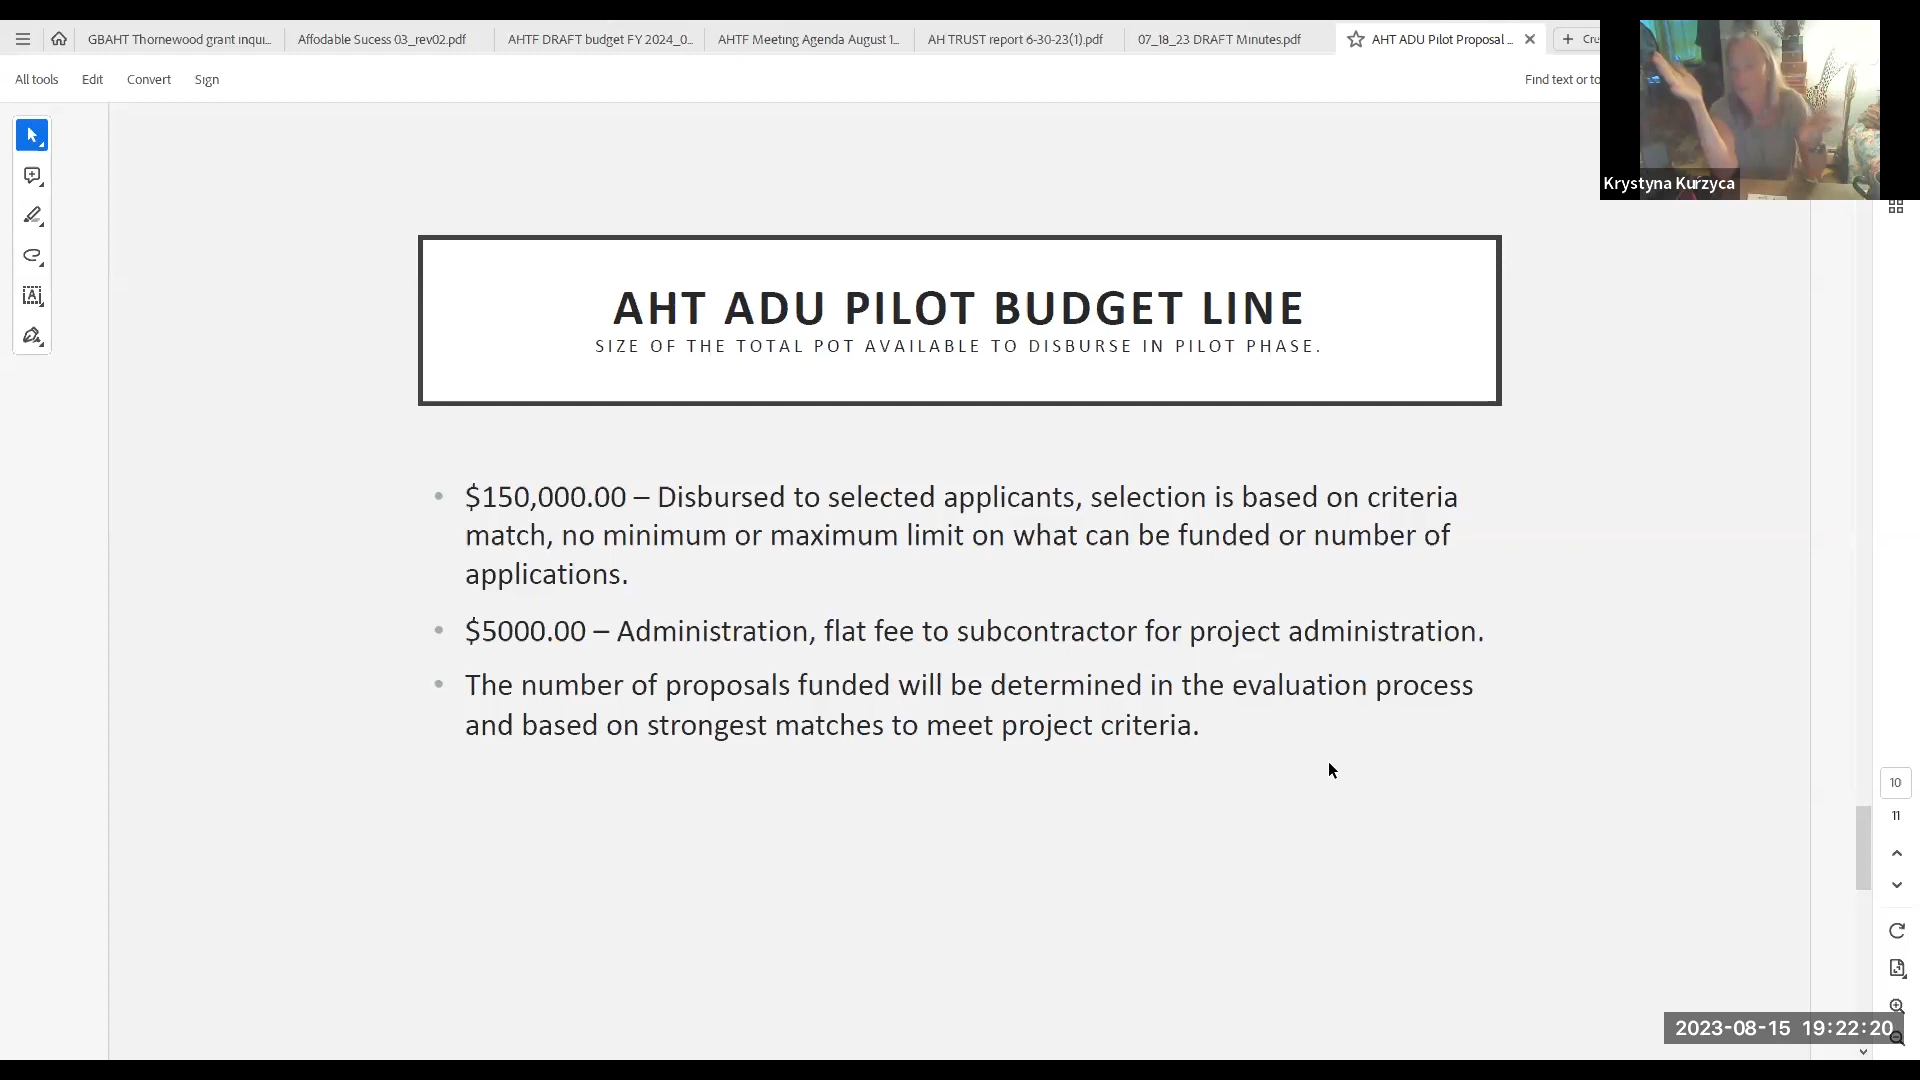 GBAHT Thornewood grant inqui...
Affodable Sucess 03_rev02.pdf
AHTF DRAFT budget FY 2024_0...
AHTF Meeting Agenda August 1...
AH TRUST report 6-30-23(1).pdf
07_18_23 DRAFT Minutes.pdf
AHT ADU Pilot Proposal ...
Cre
All tools
Edit
Convert
Sign
Find text or to
Krystyna Kurzyca
AHT ADU PILOT BUDGET LINE
SIZE OF THE TOTAL POT AVAILABLE TO DISBURSE IN PILOT PHASE.
• $150,000.00 – Disbursed to selected applicants, selection is based on criteria
match, no minimum or maximum limit on what can be funded or number of
applications.
• $5000.00 – Administration, flat fee to subcontractor for project administration.
• The number of proposals funded will be determined in the evaluation process
and based on strongest matches to meet project criteria.
10
11
2023-08-15 19:22:20